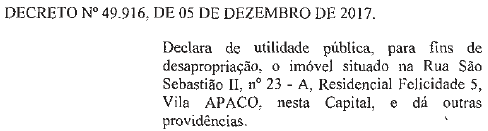 DECRETO Nº 49.916, DE 05 DE DEZEMBRO DE 2017.
Declara de utilidade pública, para fins de
desapropriação, o imóvel situado na Rua São
Sebastião II, nº 23 - A, Residencial Felicidade 5,
Vila APACO, nesta Capital, e dá outras
providências.